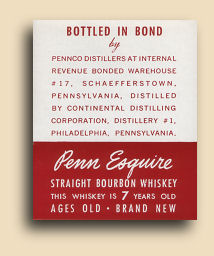 BOTTLED IN BOND
by
PENNCO DISTILLERS AT INTERNAL
REVENUE BONDED WAREHOUSE
#17, SCHAEFFERSTOWN,
PENNSYLVANIA, DISTILLED
BY CONTINENTAL DISTILLING
CORPORATION, DISTILLERY #1,
PHILADELPHIA, PENNSYLVANIA.
Penn Esquire
STRAIGHT BOURBON WHISKEY
THIS WHISKEY IS 7 YEARS OLD
AGES OLD • BRAND NEW